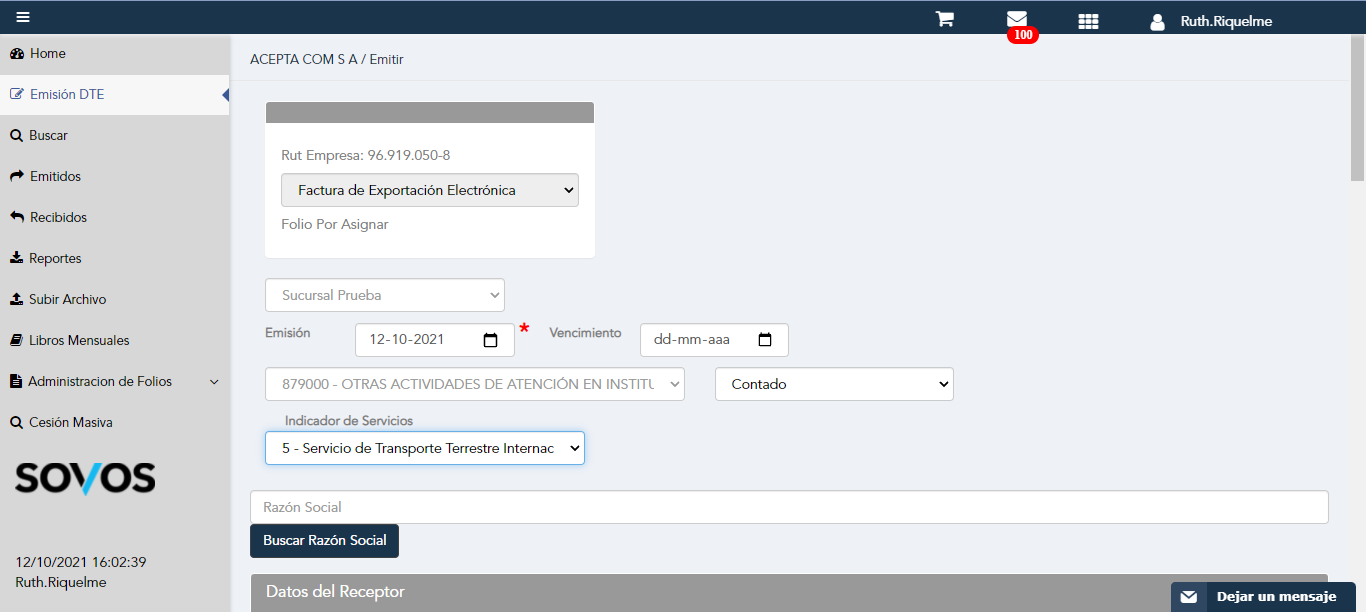 100
Ruth.Riquelme
Home
Emisión DTE
Buscar
Emitidos
Recibidos
Reportes
Subir Archivo
Libros Mensuales
Administracion de Folios
Cesión Masiva
SOVOS
12/10/2021 16:02:39
Ruth.Riquelme
ACEPTA COM S A / Emitir
Rut Empresa: 96.919.050-8
Factura de Exportación Electrónica
Folio Por Asignar
Sucursal Prueba
Emisión 12-10-2021 * Vencimiento dd-mm-aaa
879000 - OTRAS ACTIVIDADES DE ATENCIÓN EN INSTITU Contado
Indicador de Servicios
5 - Servicio de Transporte Terrestre Internac
Razón Social
Buscar Razón Social
Datos del Receptor
Dejar un mensaje